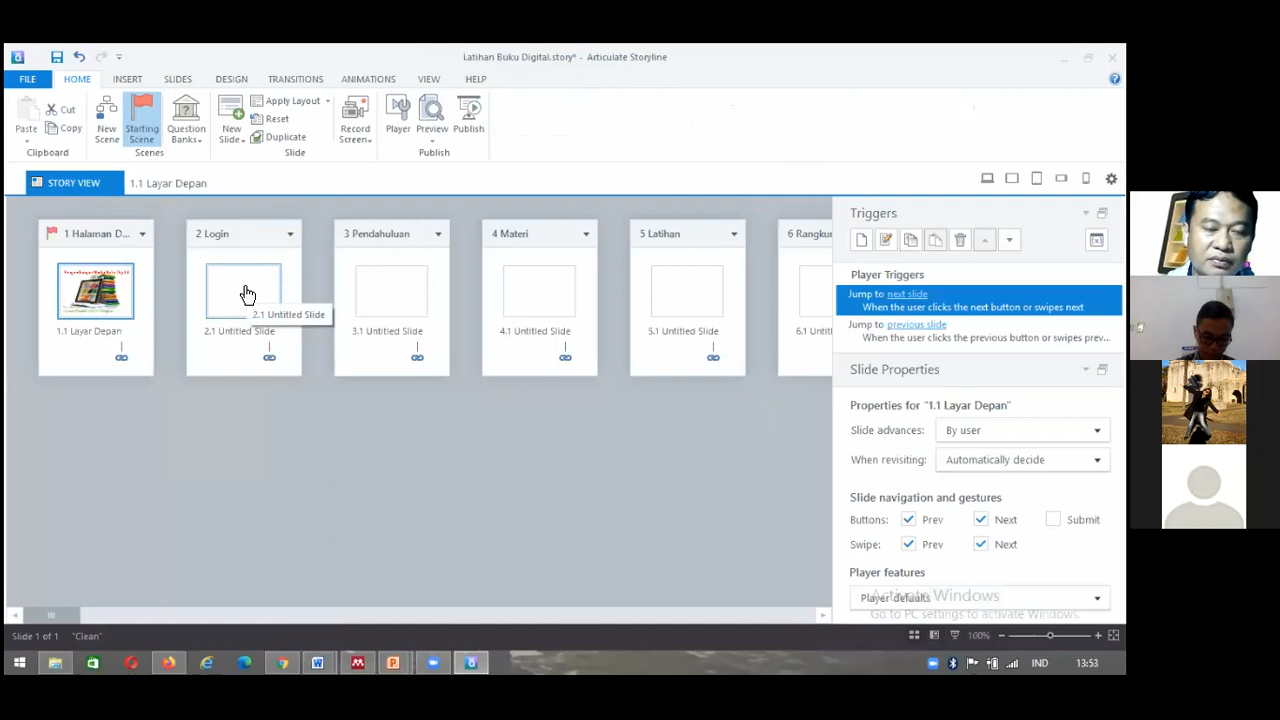 Latihan Buku Digital.story* - Articulate Storyline
FILE HOME INSERT SLIDES DESIGN TRANSITIONS ANIMATIONS VIEW HELP
Paste
Cut
Copy
Clipboard
New Scene
Starting Scene
Question Banks
Scenes
New Slide
Apply Layout
Reset
Duplicate
Slide
Record Screen
Player
Preview
Publish
Publish
STORY VIEW
1.1 Layar Depan
1 Halaman D...
1.1 Layar Depan
2 Login
2.1 Untitled Slide
2.1 Untitled Slide
3 Pendahuluan
3.1 Untitled Slide
4 Materi
4.1 Untitled Slide
5 Latihan
5.1 Untitled Slide
6 Rangku
6.1 Untitl
Triggers
Player Triggers
Jump to next slide
When the user clicks the next button or swipes next
Jump to previous slide
When the user clicks the previous button or swipes prev...
Slide Properties
Properties for "1.1 Layar Depan"
Slide advances: By user
When revisiting: Automatically decide
Slide navigation and gestures
Buttons: Prev Next Submit
Swipe: Prev Next
Player features
Player defaults
Activate Windows
Go to PC settings to activate Windows.
Slide 1 of 1 "Clean"
100%
IND 13:53